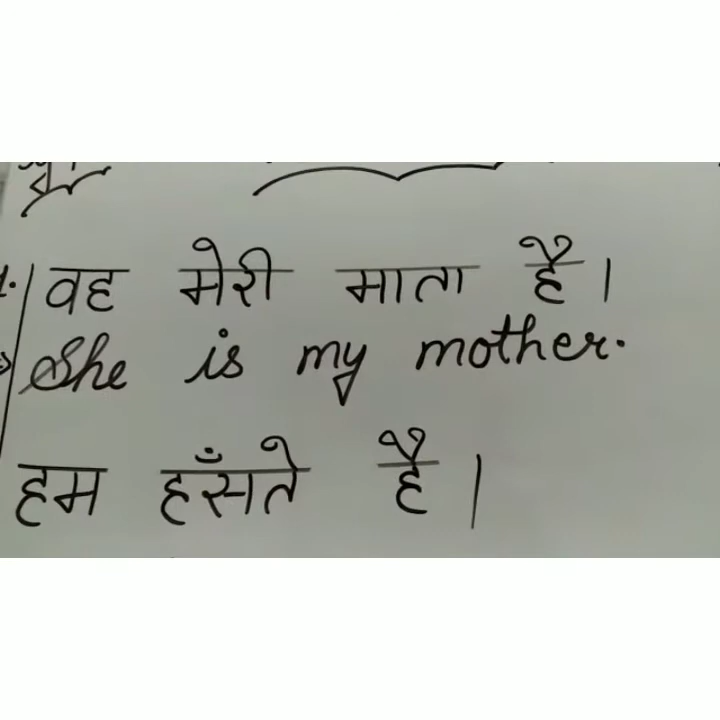 वह मेरी माता है।
She is my mother.
हम हँसते है।